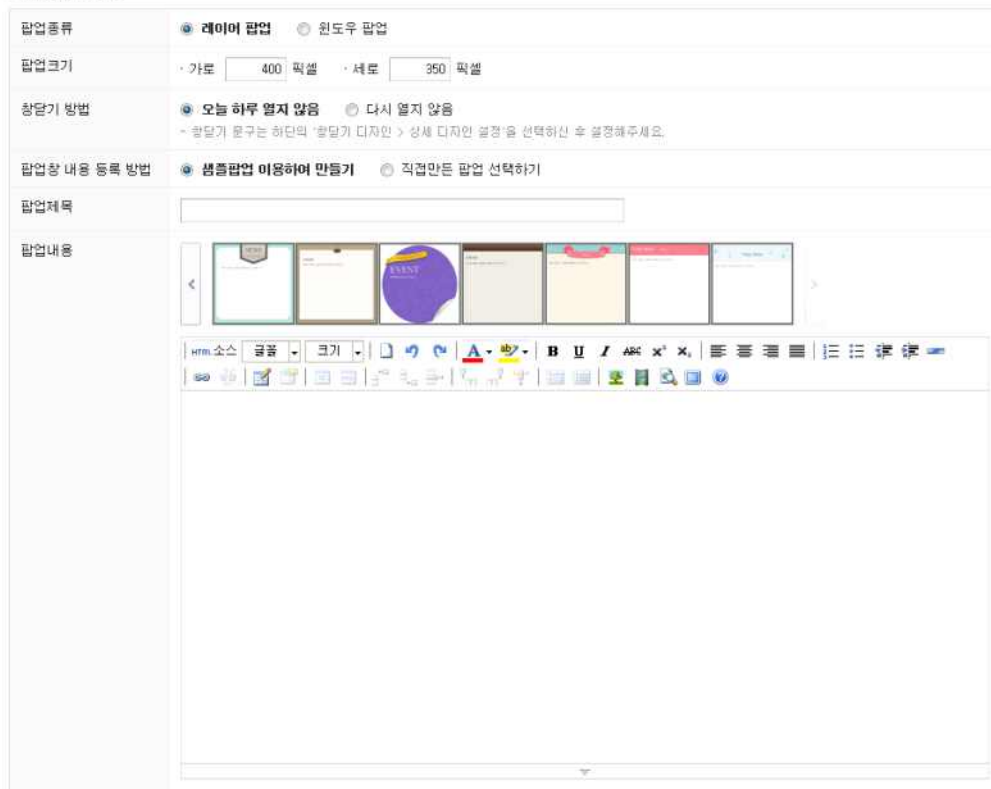 팝업종류
레이어 팝업 윈도우 팝업
팝업크기
· 가로 400 픽셀 · 세로 350 픽셀
창닫기 방법
오늘 하루 열지 않음 다시 열지 않음
- 창닫기 문구는 하단의 '창닫기 디자인 > 상세 디자인 설정'을 선택하신 후 설정해주세요.
팝업창 내용 등록 방법
샘플팝업 이용하여 만들기 직접만든 팝업 선택하기
팝업제목
팝업내용
EVENT
HTML 소스 글꼴 크기 A ab B U I ABC x² x₂